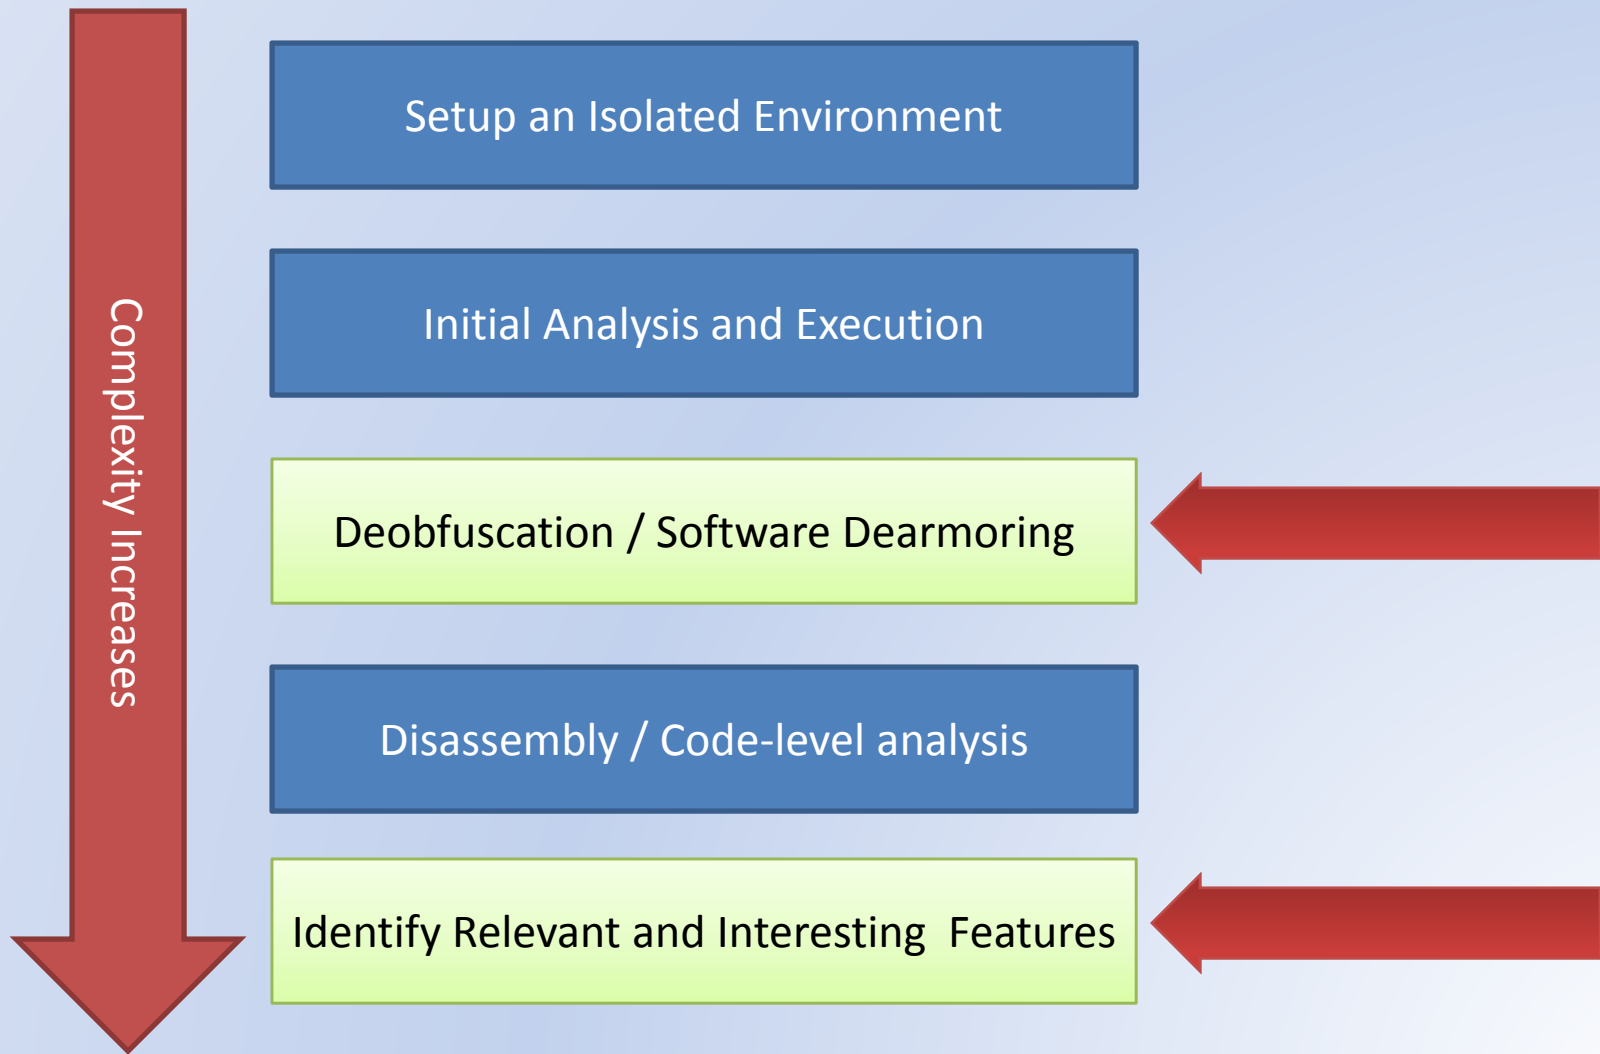 Complexity Increases
Setup an Isolated Environment
Initial Analysis and Execution
Deobfuscation / Software Dearmoring
Disassembly / Code-level analysis
Identify Relevant and Interesting  Features